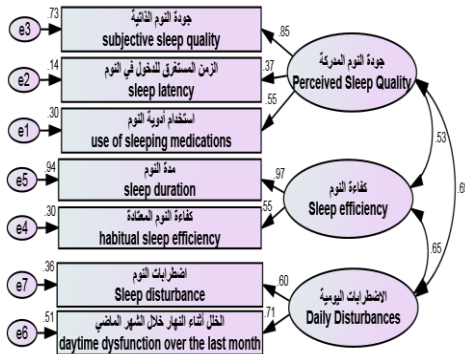 .73
e3
جودة النوم الذاتية
subjective sleep quality
.85
جودة النوم المدركة
Perceived Sleep Quality
.14
e2
الزمن المستغرق للدخول في النوم
sleep latency
.37
.30
e1
استخدام أدوية النوم
use of sleeping medications
.55
.53
.94
e5
مدة النوم
sleep duration
.97
كفاءة النوم
Sleep efficiency
.30
e4
كفاءة النوم المعتادة
habitual sleep efficiency
.55
.65
.36
e7
اضطرابات النوم
Sleep disturbance
.60
الاضطرابات اليومية
Daily Disturbances
.51
e6
الخلل أثناء النهار خلال الشهر الماضي
daytime dysfunction over the last month
.71